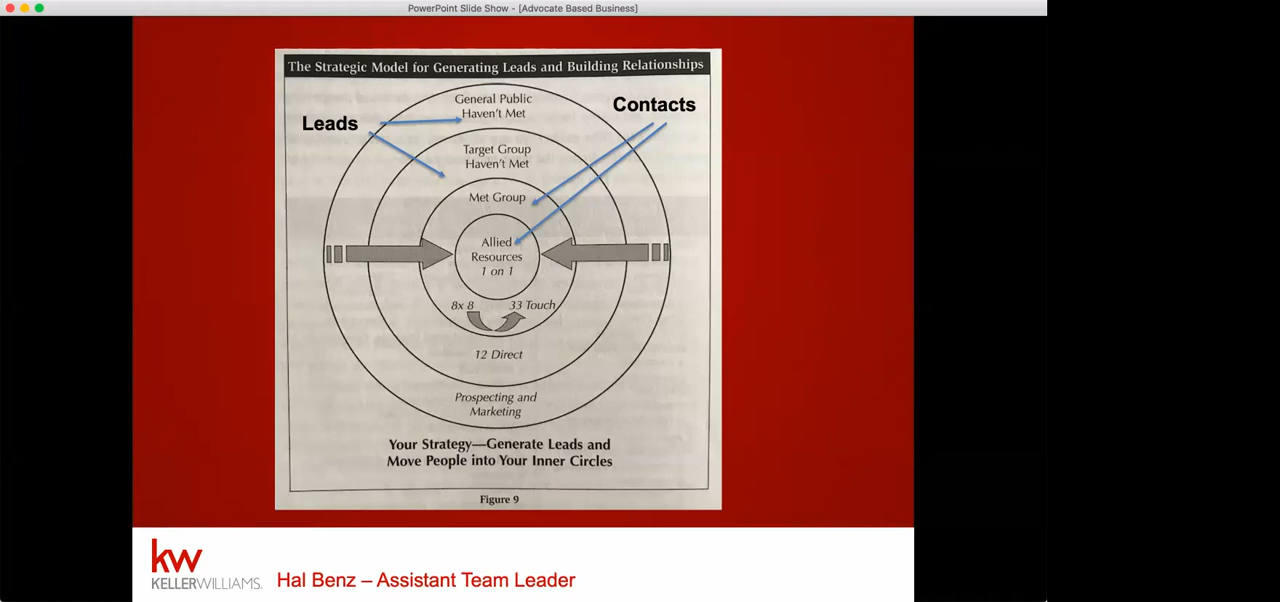 PowerPoint Slide Show - [Advocate Based Business]
The Strategic Model for Generating Leads and Building Relationships
General Public
Haven't Met
Contacts
Leads
Target Group
Haven't Met
Met Group
Allied
Resources
1 on 1
8x 8
33 Touch
12 Direct
Prospecting and
Marketing
Your Strategy—Generate Leads and
Move People into Your Inner Circles
Figure 9
kw
KELLERWILLIAMS.
Hal Benz – Assistant Team Leader